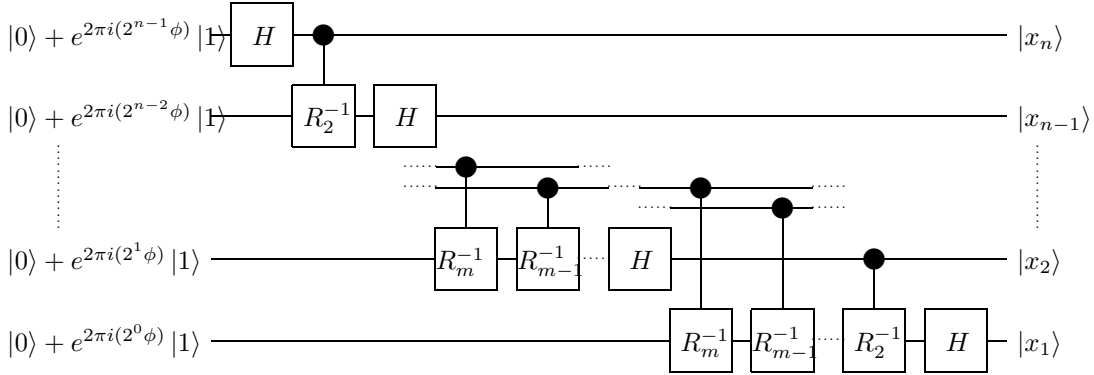 |0⟩ + e^{2πi(2^{n−1}ϕ)} |1⟩ H |x_n⟩
|0⟩ + e^{2πi(2^{n−2}ϕ)} |1⟩ R_2^{−1} H |x_{n−1}⟩
|0⟩ + e^{2πi(2^1ϕ)} |1⟩ R_m^{−1} R_{m−1}^{−1} H |x_2⟩
|0⟩ + e^{2πi(2^0ϕ)} |1⟩ R_m^{−1} R_{m−1}^{−1} R_2^{−1} H |x_1⟩